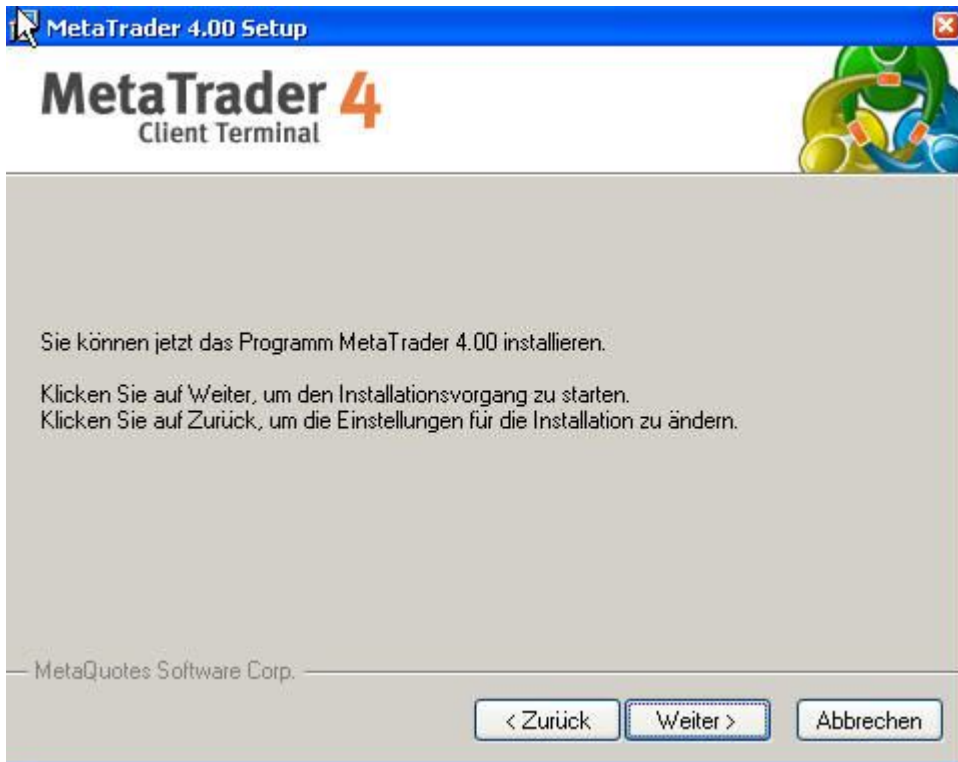 MetaTrader 4.00 Setup
MetaTrader 4
Client Terminal
Sie können jetzt das Programm MetaTrader 4.00 installieren.
Klicken Sie auf Weiter, um den Installationsvorgang zu starten.
Klicken Sie auf Zurück, um die Einstellungen für die Installation zu ändern.
MetaQuotes Software Corp.
< Zurück Weiter > Abbrechen